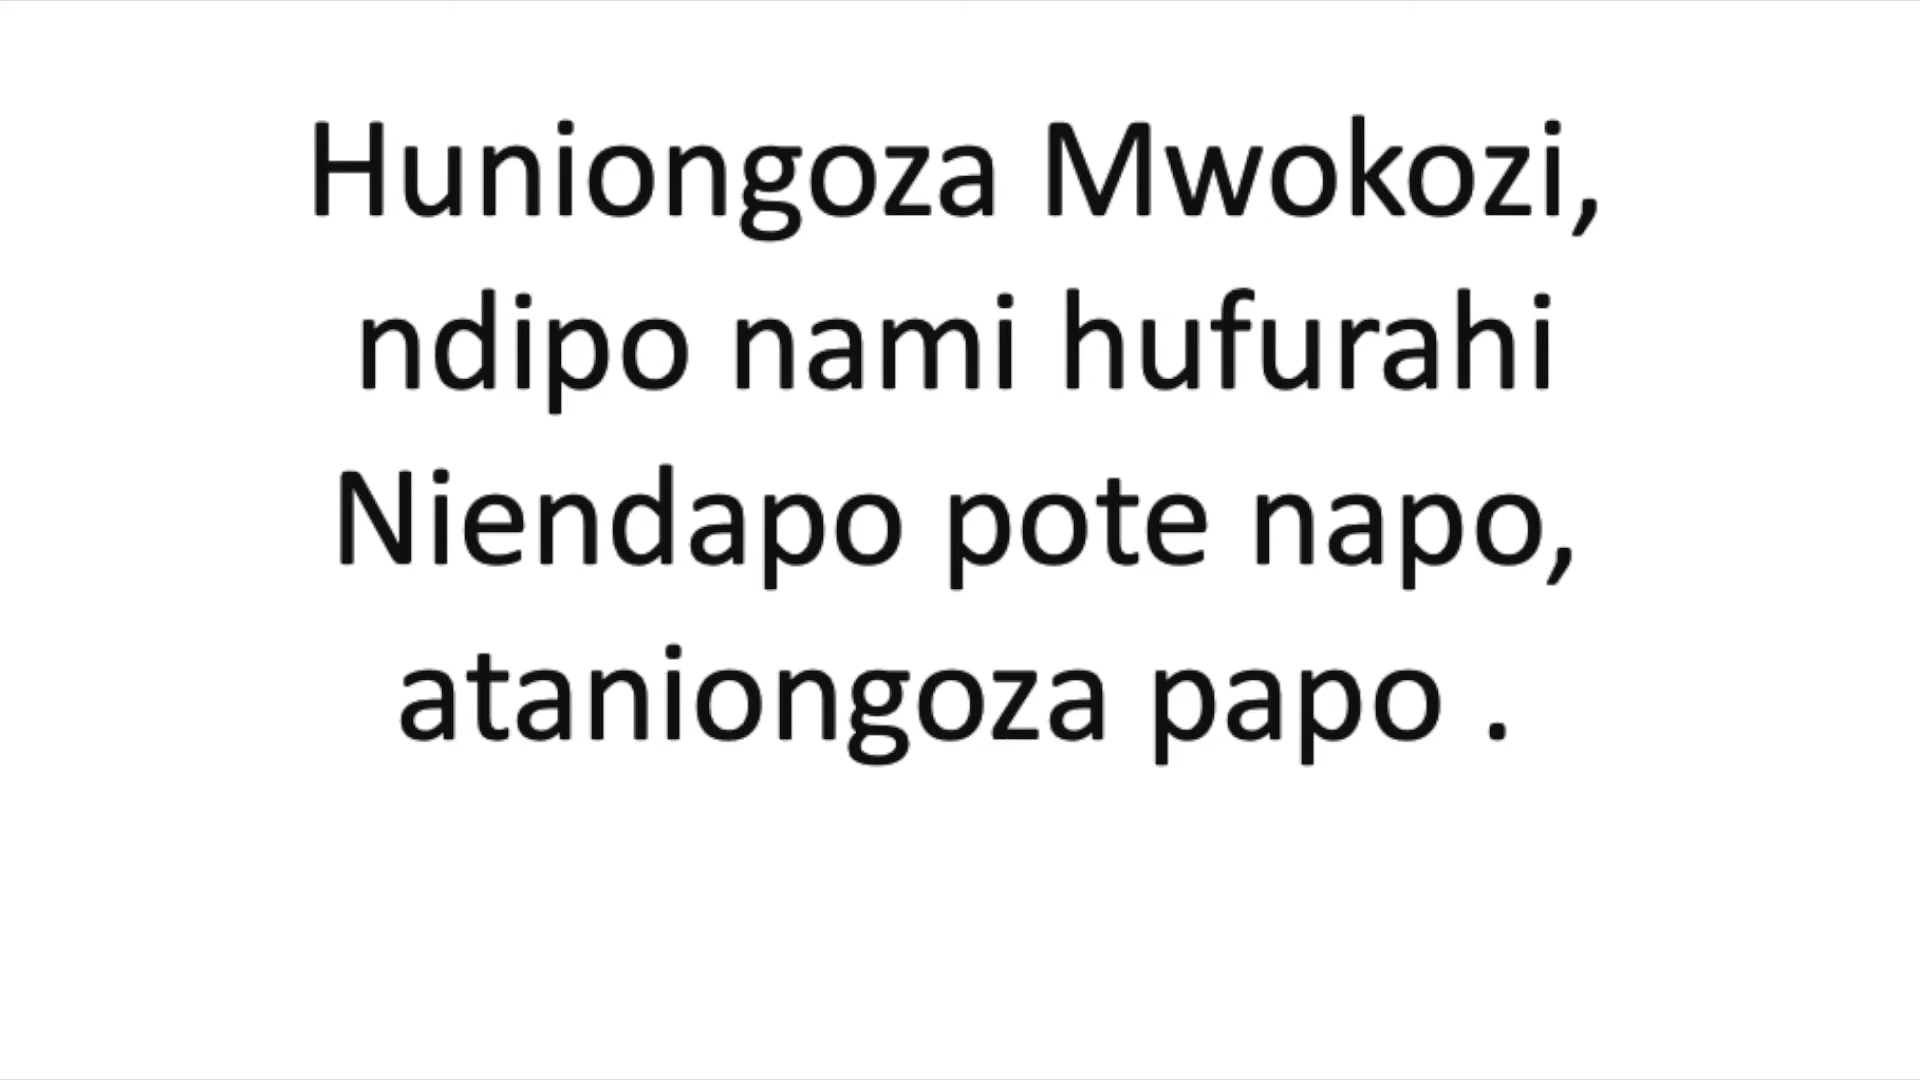 Huniongoza Mwokozi,
ndipo nami hufurahi
Niendapo pote napo,
ataniongoza papo .